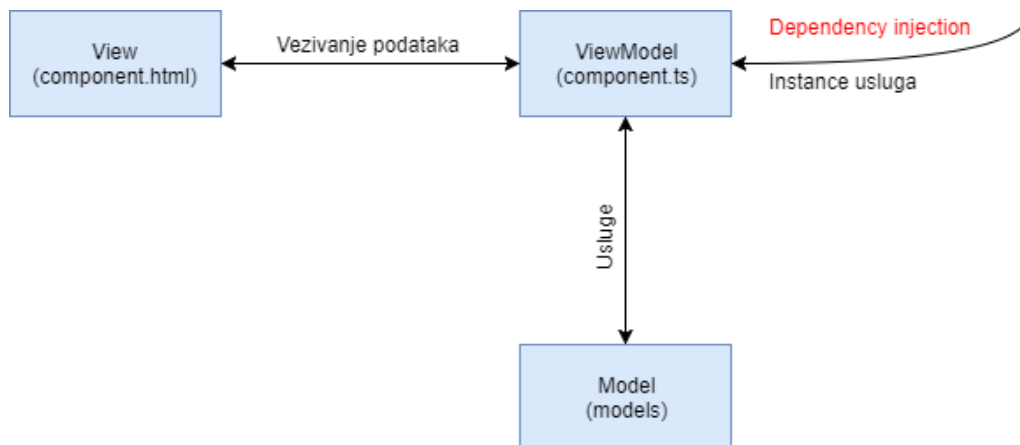 View
(component.html)
Vezivanje podataka
ViewModel
(component.ts)
Dependency injection
Instance usluga
Usluge
Model
(models)